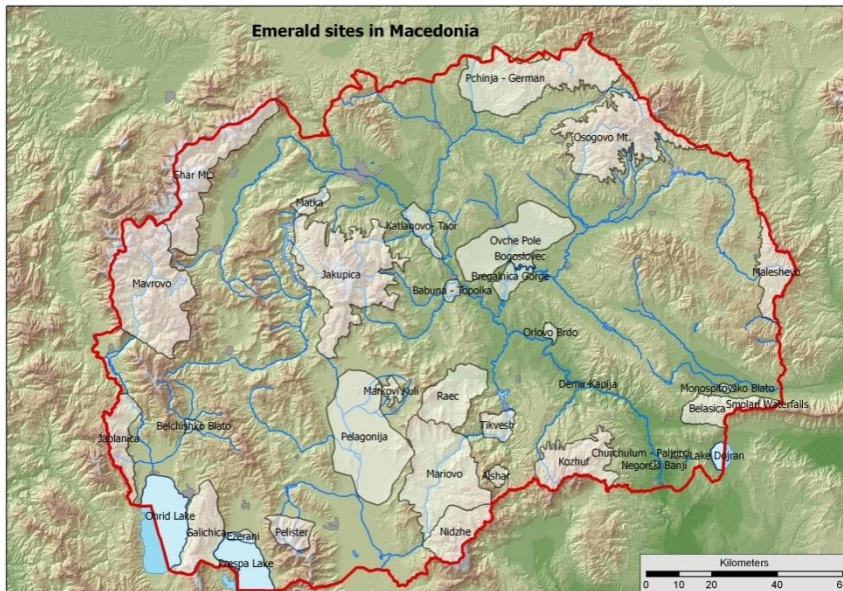 Emerald sites in Macedonia
Pchinja - German
Osogovo Mt.
Shar Mt.
Matka
Katlanovo- Taor
Ovche Pole
Bogoslovec
Mavrovo
Jakupica
Bregalnica Gorge
Maleshevo
Babuna - Topolka
Orlovo Brdo
Markovi Kuli
Raec
Demir Kapija
Monospitovsko Blato
Belasica
Smolari Waterfalls
Jablanica
Belchishko Blato
Pelagonija
Tikvesh
Mariovo
Alshar
Kozhuf
Churchulum - Paljorci
Lake Dojran
Negorski Banji
Ohrid Lake
Galichica
Ezerani
Pelister
Nidzhe
Prespa Lake
Kilometers
0 10 20 40